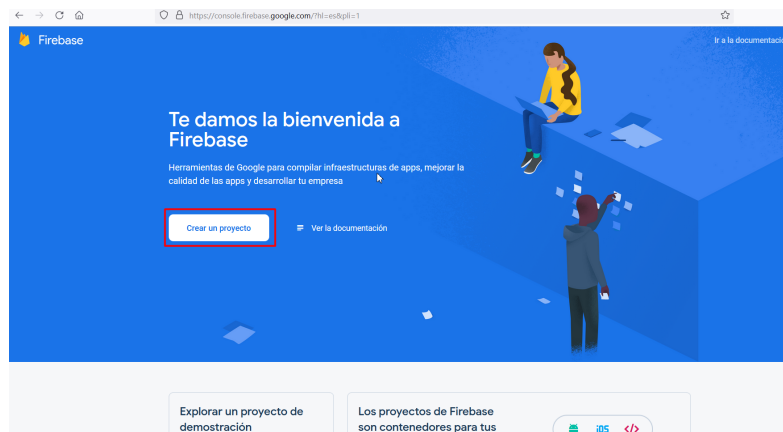 https://console.firebase.google.com/?hl=es&pli=1
Firebase
Ir a la documentació
Te damos la bienvenida a
Firebase
Herramientas de Google para compilar infraestructuras de apps, mejorar la
calidad de las apps y desarrollar tu empresa
Crear un proyecto
Ver la documentación
Explorar un proyecto de
demostración
Los proyectos de Firebase
son contenedores para tus
iOS </>